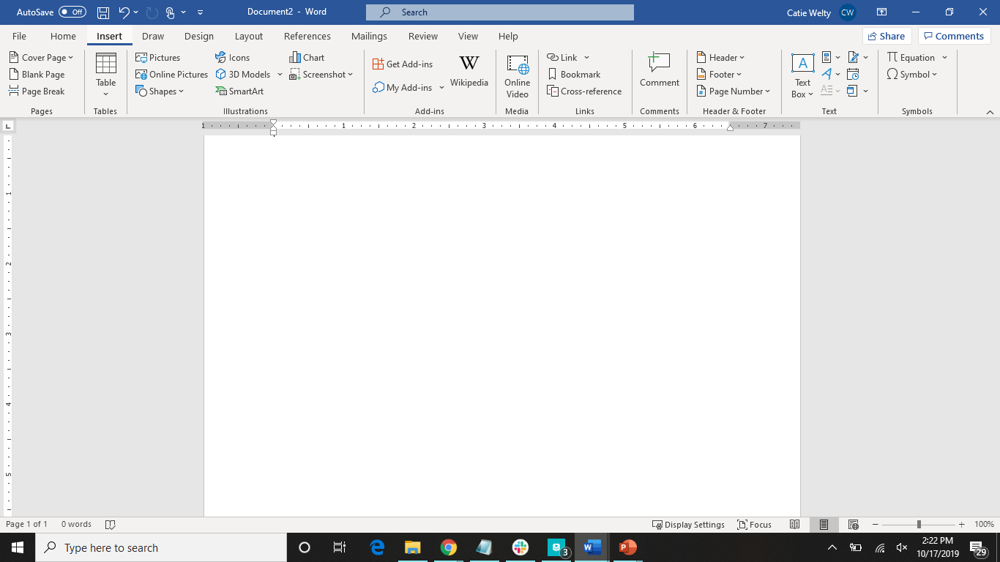 AutoSave Off Document2 - Word Search Catie Welty CW
File Home Insert Draw Design Layout References Mailings Review View Help Share Comments
Cover Page Pictures Icons Chart Link Header Equation
Blank Page Online Pictures 3D Models Screenshot Get Add-ins Bookmark Footer Symbol
Page Break Shapes SmartArt My Add-ins Cross-reference Page Number
Table Wikipedia Online Video Comment Text Box
Pages Tables Illustrations Add-ins Media Links Comments Header & Footer Text Symbols
1 1 2 3 4 5 6 7
1
2
3
4
5
Page 1 of 1 0 words Display Settings Focus 100%
Type here to search 3 2:22 PM
10/17/2019 29